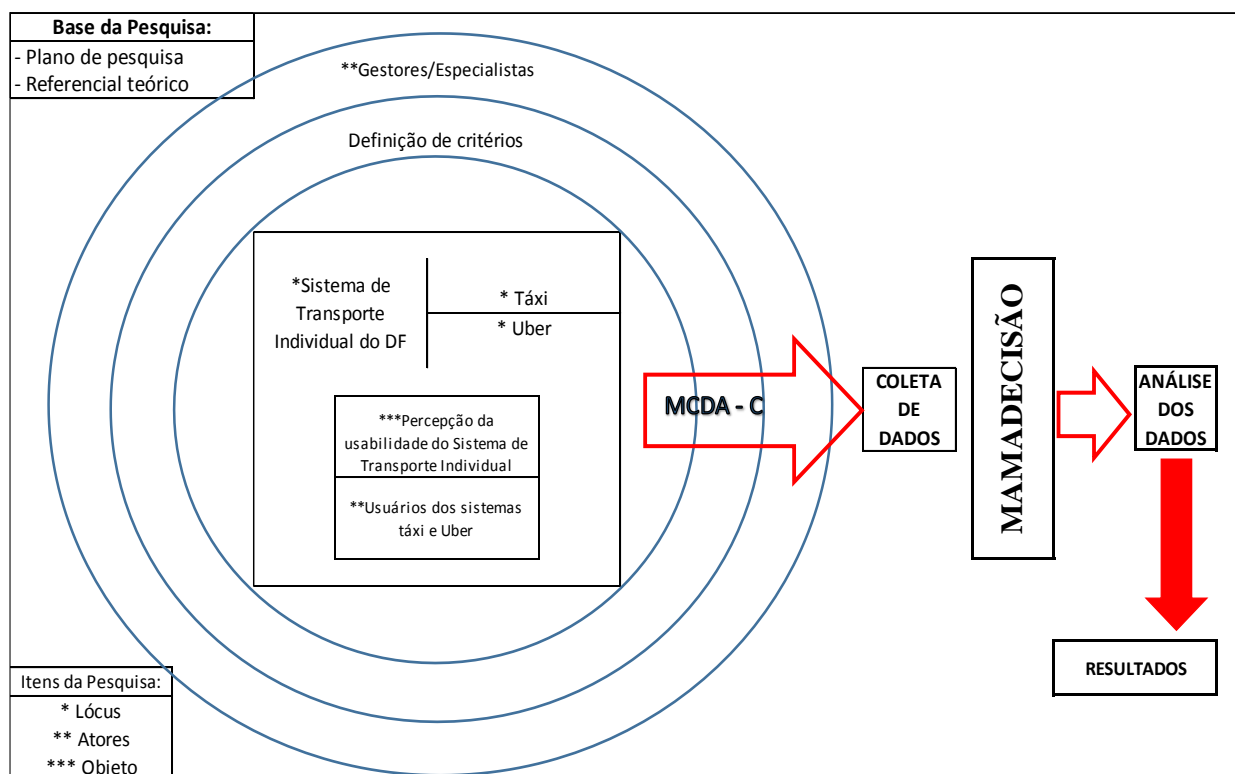 Base da Pesquisa:
- Plano de pesquisa
- Referencial teórico
**Gestores/Especialistas
Definição de critérios
*Sistema de
Transporte
Individual do DF
* Táxi
* Uber
***Percepção da
usabilidade do Sistema de
Transporte Individual
**Usuários dos sistemas
táxi e Uber
MCDA - C
COLETA
DE
DADOS
MAMADECISÃO
ANÁLISE
DOS
DADOS
RESULTADOS
Itens da Pesquisa:
* Lócus
** Atores
*** Objeto